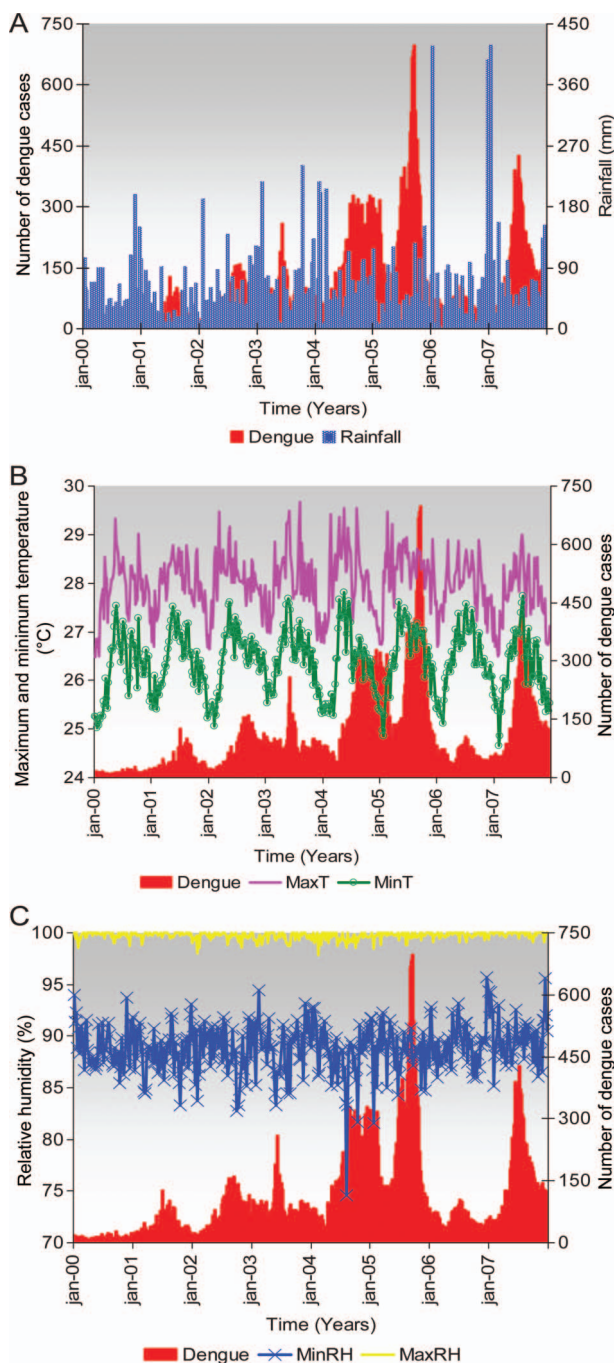 A
750
600
450
300
150
0
Number of dengue cases
450
360
270
180
90
0
Rainfall (mm)
jan-00
jan-01
jan-02
jan-03
jan-04
jan-05
jan-06
jan-07
Time (Years)
Dengue Rainfall
B
30
29
28
27
26
25
24
Maximum and minimum temperature
(°C)
750
600
450
300
150
0
Number of dengue cases
jan-00
jan-01
jan-02
jan-03
jan-04
jan-05
jan-06
jan-07
Time (Years)
Dengue MaxT MinT
C
100
95
90
85
80
75
70
Relative humidity (%)
750
600
450
300
150
0
Number of dengue cases
jan-00
jan-01
jan-02
jan-03
jan-04
jan-05
jan-06
jan-07
Time (Years)
Dengue MinRH MaxRH